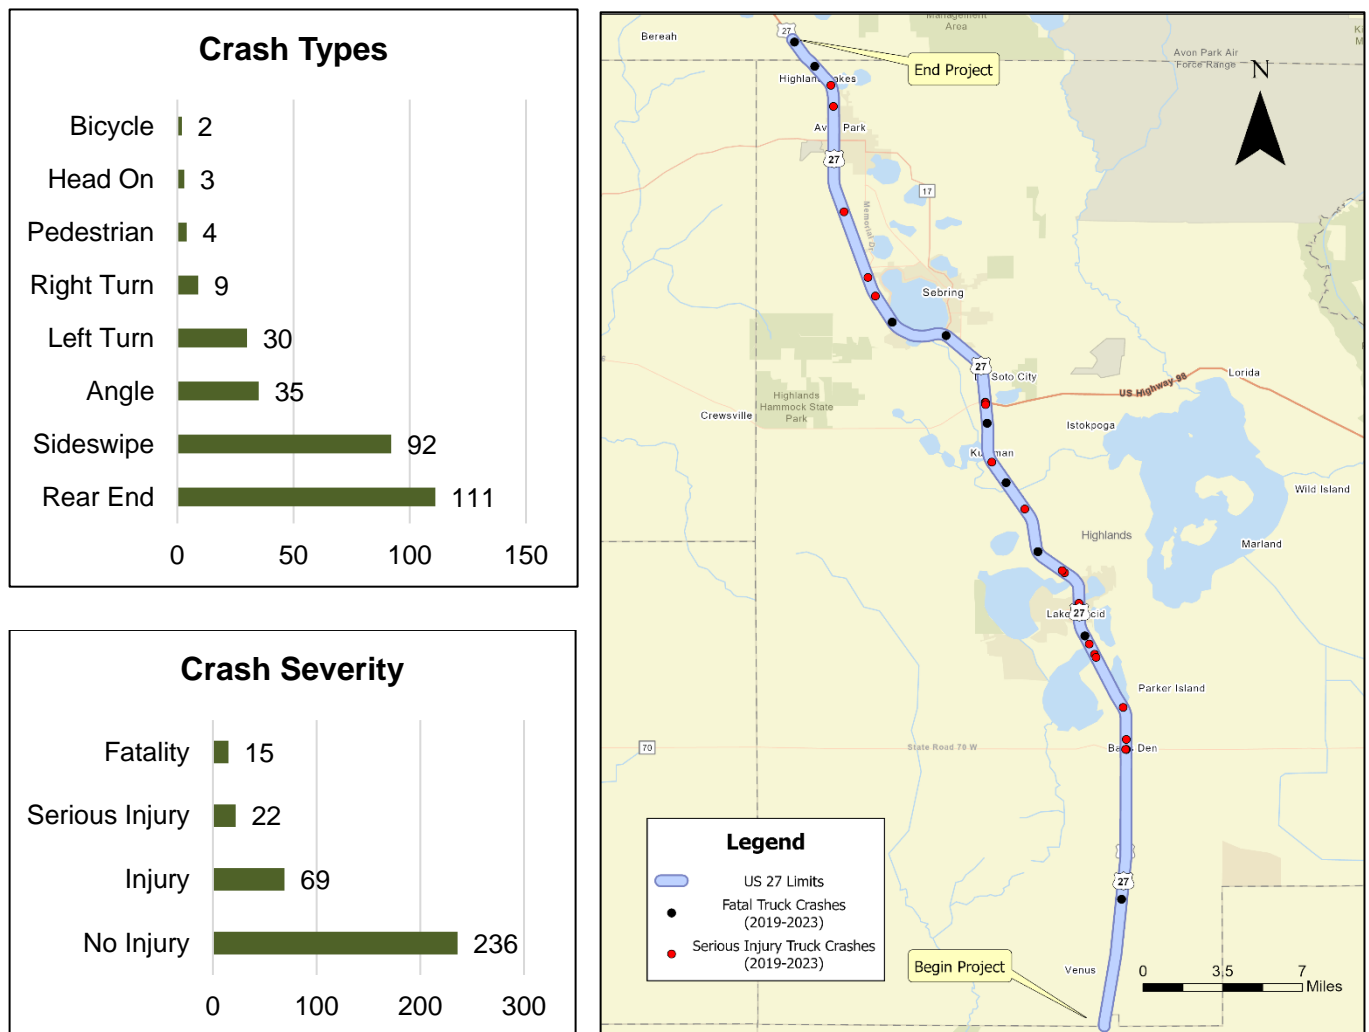 Crash Types
Bicycle 2
Head On 3
Pedestrian 4
Right Turn 9
Left Turn 30
Angle 35
Sideswipe 92
Rear End 111
0 50 100 150
Crash Severity
Fatality 15
Serious Injury 22
Injury 69
No Injury 236
0 100 200 300
27
Bereah
Management
Area
Avon Park Air
Force Range
End Project
N
Park
27
17
Memorial Dr
Sebring
27
Soto City
US Highway 98
Lorida
Highlands
Hammock State
Park
Crewsville
Istokpoga
Wild Island
Highlands
Marland
27
Parker Island
70
State Road 70 W
Den
27
Venus
Begin Project
Legend
US 27 Limits
Fatal Truck Crashes
(2019-2023)
Serious Injury Truck Crashes
(2019-2023)
0 3.5 7
Miles